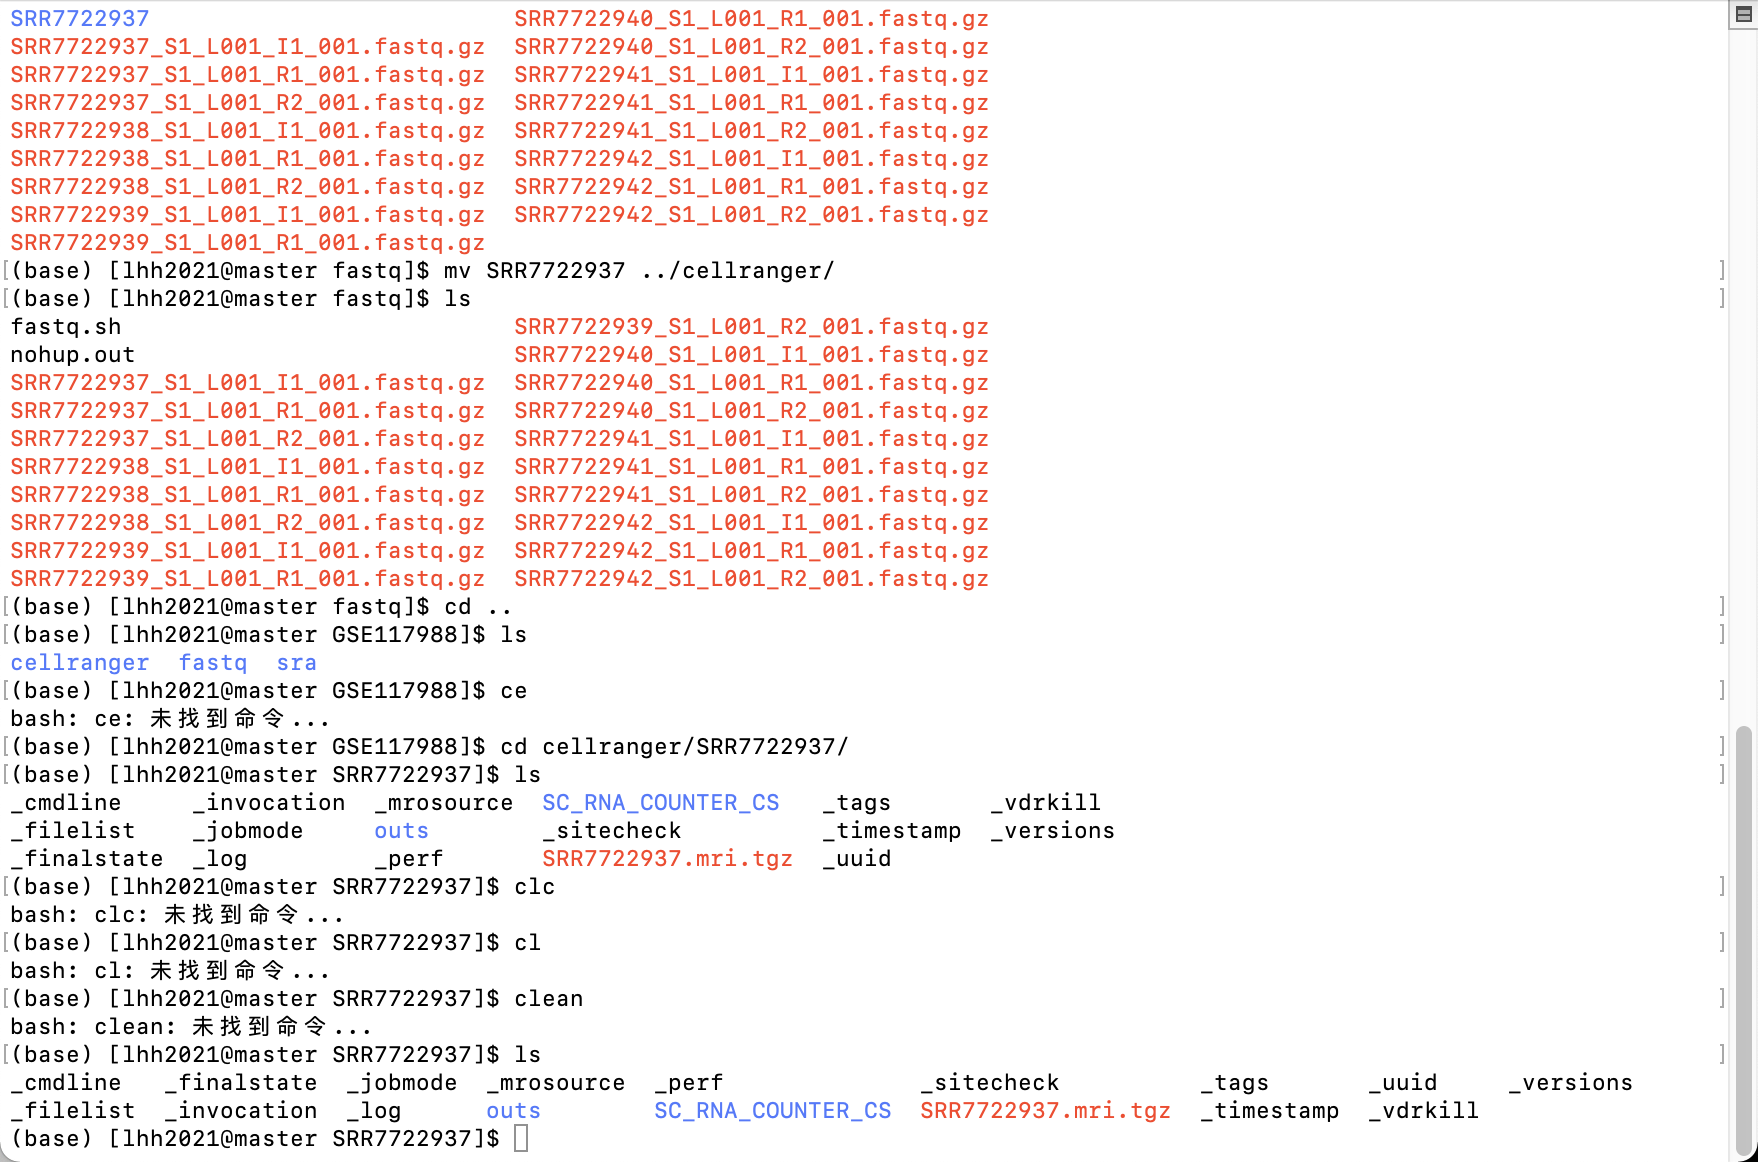 SRR7722937 SRR7722940_S1_L001_R1_001.fastq.gz
SRR7722937_S1_L001_I1_001.fastq.gz SRR7722940_S1_L001_R2_001.fastq.gz
SRR7722937_S1_L001_R1_001.fastq.gz SRR7722941_S1_L001_I1_001.fastq.gz
SRR7722937_S1_L001_R2_001.fastq.gz SRR7722941_S1_L001_R1_001.fastq.gz
SRR7722938_S1_L001_I1_001.fastq.gz SRR7722941_S1_L001_R2_001.fastq.gz
SRR7722938_S1_L001_R1_001.fastq.gz SRR7722942_S1_L001_I1_001.fastq.gz
SRR7722938_S1_L001_R2_001.fastq.gz SRR7722942_S1_L001_R1_001.fastq.gz
SRR7722939_S1_L001_I1_001.fastq.gz SRR7722942_S1_L001_R2_001.fastq.gz
SRR7722939_S1_L001_R1_001.fastq.gz
[(base) [lhh2021@master fastq]$ mv SRR7722937 ../cellranger/ ]
[(base) [lhh2021@master fastq]$ ls ]
fastq.sh SRR7722939_S1_L001_R2_001.fastq.gz
nohup.out SRR7722940_S1_L001_I1_001.fastq.gz
SRR7722937_S1_L001_I1_001.fastq.gz SRR7722940_S1_L001_R1_001.fastq.gz
SRR7722937_S1_L001_R1_001.fastq.gz SRR7722940_S1_L001_R2_001.fastq.gz
SRR7722937_S1_L001_R2_001.fastq.gz SRR7722941_S1_L001_I1_001.fastq.gz
SRR7722938_S1_L001_I1_001.fastq.gz SRR7722941_S1_L001_R1_001.fastq.gz
SRR7722938_S1_L001_R1_001.fastq.gz SRR7722941_S1_L001_R2_001.fastq.gz
SRR7722938_S1_L001_R2_001.fastq.gz SRR7722942_S1_L001_I1_001.fastq.gz
SRR7722939_S1_L001_I1_001.fastq.gz SRR7722942_S1_L001_R1_001.fastq.gz
SRR7722939_S1_L001_R1_001.fastq.gz SRR7722942_S1_L001_R2_001.fastq.gz
[(base) [lhh2021@master fastq]$ cd .. ]
[(base) [lhh2021@master GSE117988]$ ls ]
cellranger fastq sra
[(base) [lhh2021@master GSE117988]$ ce ]
bash: ce: 未找到命令...
[(base) [lhh2021@master GSE117988]$ cd cellranger/SRR7722937/ ]
[(base) [lhh2021@master SRR7722937]$ ls ]
_cmdline _invocation _mrosource SC_RNA_COUNTER_CS _tags _vdrkill
_filelist _jobmode outs _sitecheck _timestamp _versions
_finalstate _log _perf SRR7722937.mri.tgz _uuid
[(base) [lhh2021@master SRR7722937]$ clc ]
bash: clc: 未找到命令...
[(base) [lhh2021@master SRR7722937]$ cl ]
bash: cl: 未找到命令...
[(base) [lhh2021@master SRR7722937]$ clean ]
bash: clean: 未找到命令...
[(base) [lhh2021@master SRR7722937]$ ls ]
_cmdline _finalstate _jobmode _mrosource _perf _sitecheck _tags _uuid _versions
_filelist _invocation _log outs SC_RNA_COUNTER_CS SRR7722937.mri.tgz _timestamp _vdrkill
(base) [lhh2021@master SRR7722937]$